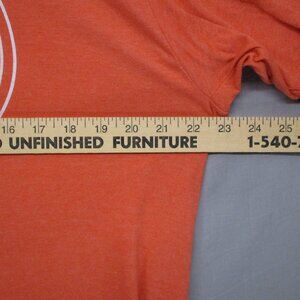 16 17 18 19 20 21 22 23 24 25
UNFINISHED FURNITURE 1-540-